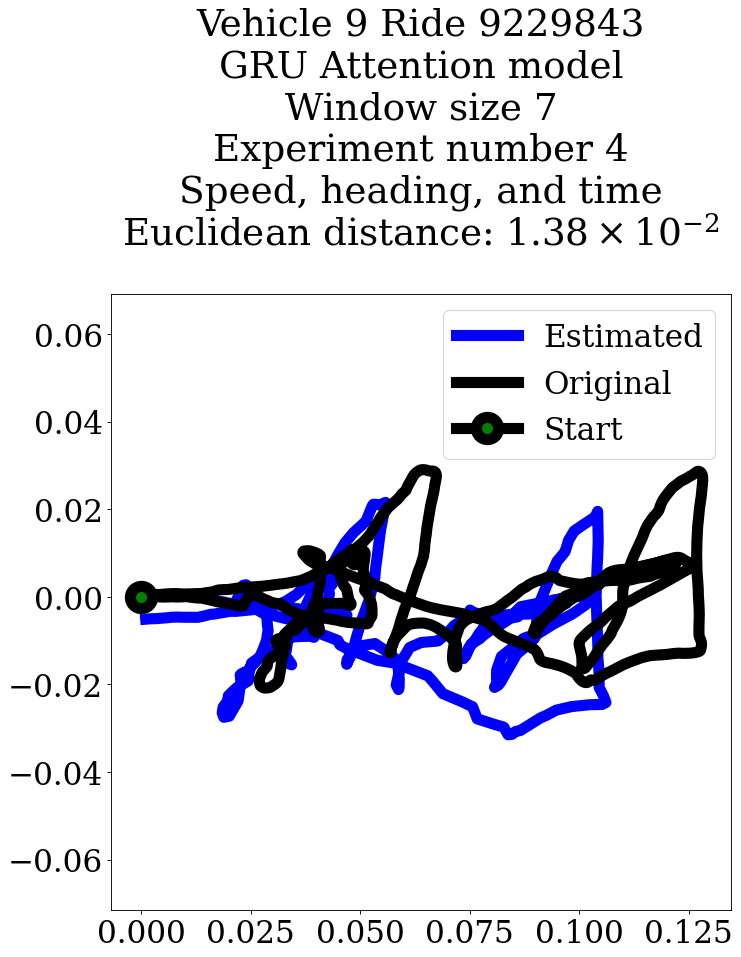 Vehicle 9 Ride 9229843
GRU Attention model
Window size 7
Experiment number 4
Speed, heading, and time
Euclidean distance: 1.38 × 10⁻²
Estimated
Original
Start
0.06
0.04
0.02
0.00
−0.02
−0.04
−0.06
0.000 0.025 0.050 0.075 0.100 0.125